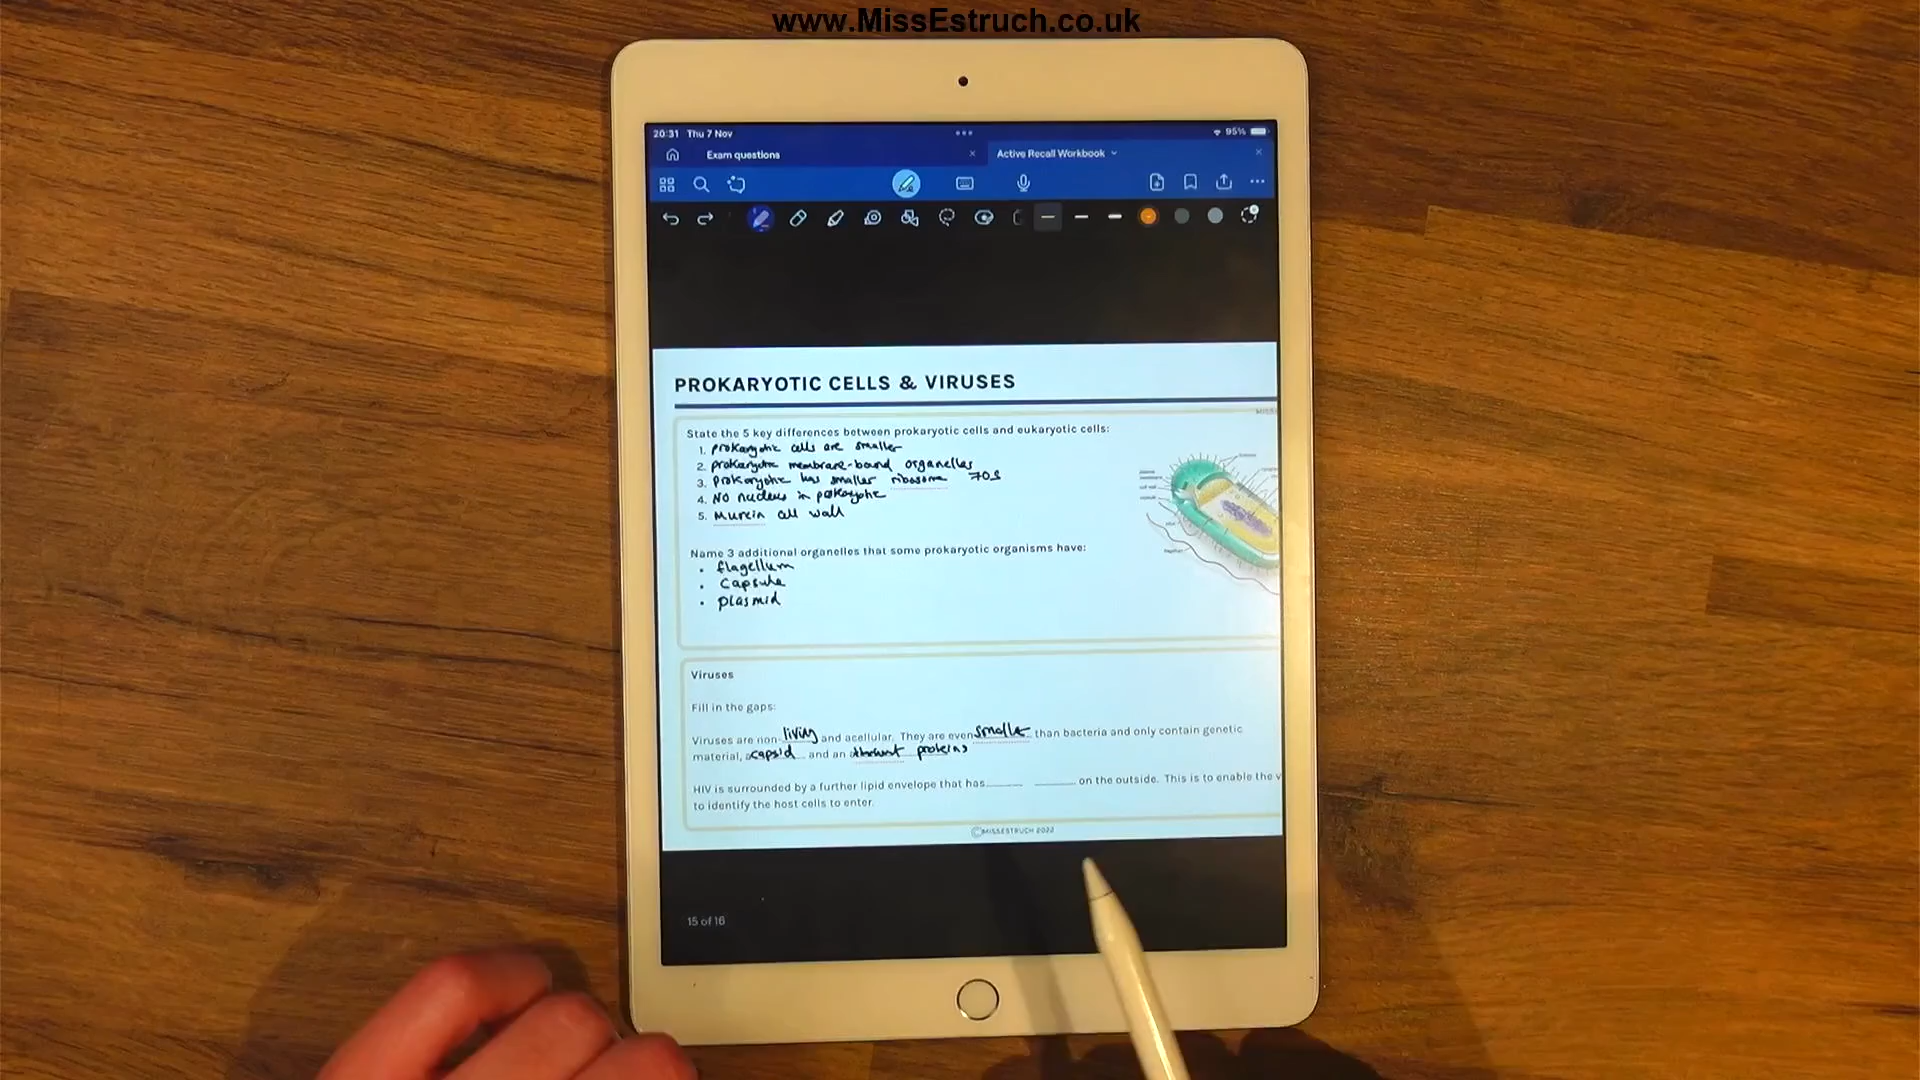 www.MissEstruch.co.uk
20:31 Thu 7 Nov
95%
Exam questions
Active Recall Workbook
PROKARYOTIC CELLS & VIRUSES
State the 5 key differences between prokaryotic cells and eukaryotic cells:
1. prokaryotic cells are smaller
2. prokaryotic membrane-bound organelles
3. prokaryotic has smaller ribosome 70S
4. No nucleus in prokaryotic
5. Murein cell wall
Name 3 additional organelles that some prokaryotic organisms have:
• flagellum
• capsule
• plasmid
Viruses
Fill in the gaps:
Viruses are non-living and acellular. They are even smaller than bacteria and only contain genetic
material, a capsid and an proteins
HIV is surrounded by a further lipid envelope that has on the outside. This is to enable the v
to identify the host cells to enter.
©MISSESTRUCH 2022
15 of 16